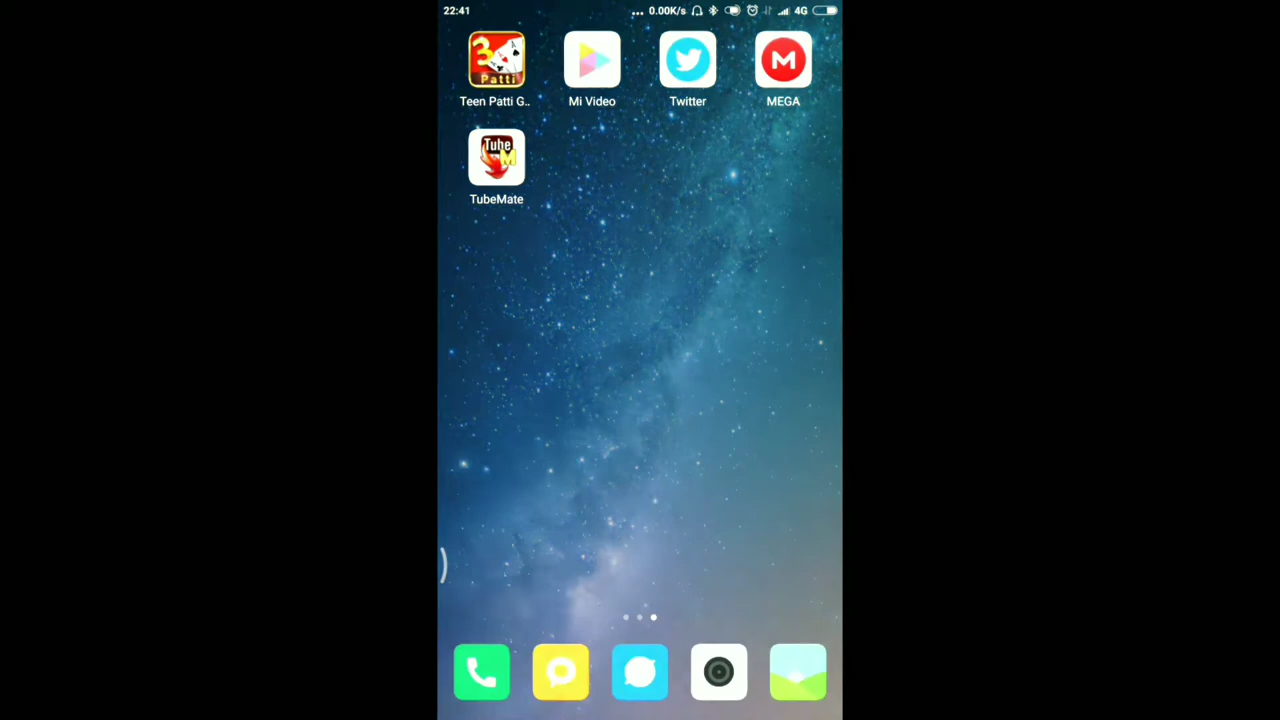 22:41
... 0.00K/s 4G
3
Patti
Teen Patti G..
Mi Video
Twitter
M
MEGA
Tube
M
TubeMate